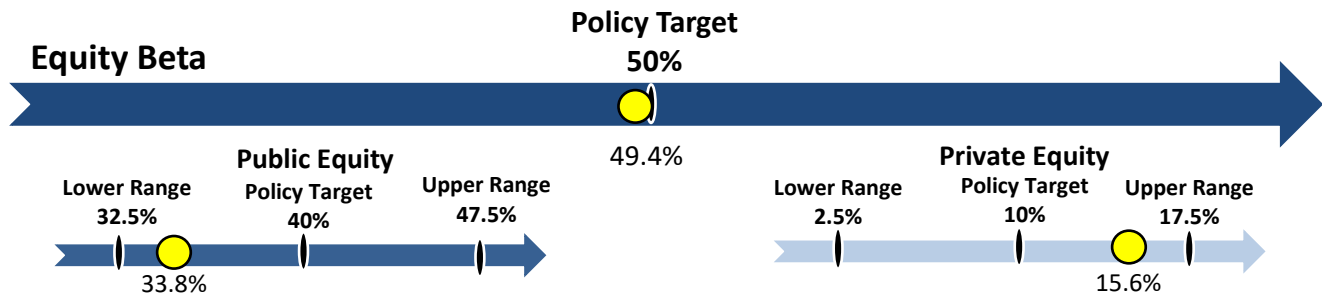 Policy Target
50%
Equity Beta
49.4%
Public Equity
Lower Range
32.5%
Policy Target
40%
Upper Range
47.5%
33.8%
Private Equity
Lower Range
2.5%
Policy Target
10%
Upper Range
17.5%
15.6%